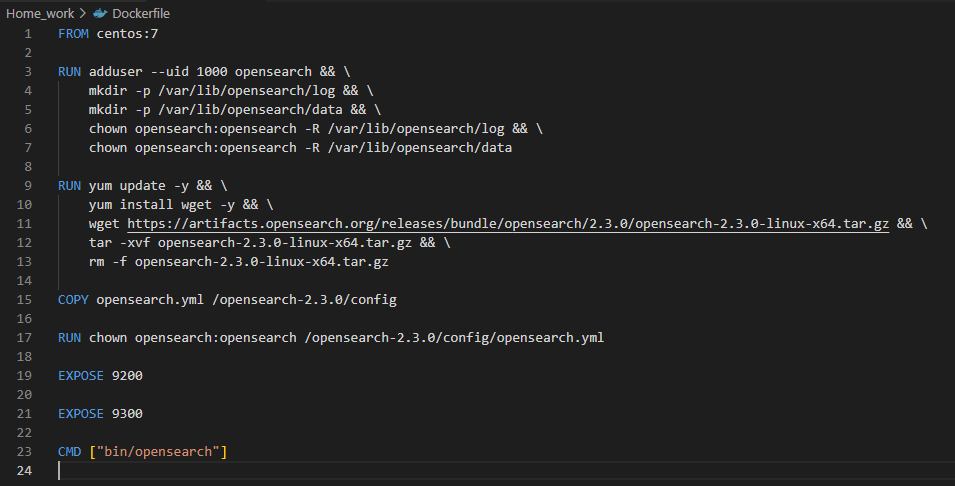 Home_work > Dockerfile
1 FROM centos:7
2
3 RUN adduser --uid 1000 opensearch && \
4     mkdir -p /var/lib/opensearch/log && \
5     mkdir -p /var/lib/opensearch/data && \
6     chown opensearch:opensearch -R /var/lib/opensearch/log && \
7     chown opensearch:opensearch -R /var/lib/opensearch/data
8
9 RUN yum update -y && \
10     yum install wget -y && \
11     wget https://artifacts.opensearch.org/releases/bundle/opensearch/2.3.0/opensearch-2.3.0-linux-x64.tar.gz && \
12     tar -xvf opensearch-2.3.0-linux-x64.tar.gz && \
13     rm -f opensearch-2.3.0-linux-x64.tar.gz
14
15 COPY opensearch.yml /opensearch-2.3.0/config
16
17 RUN chown opensearch:opensearch /opensearch-2.3.0/config/opensearch.yml
18
19 EXPOSE 9200
20
21 EXPOSE 9300
22
23 CMD ["bin/opensearch"]
24